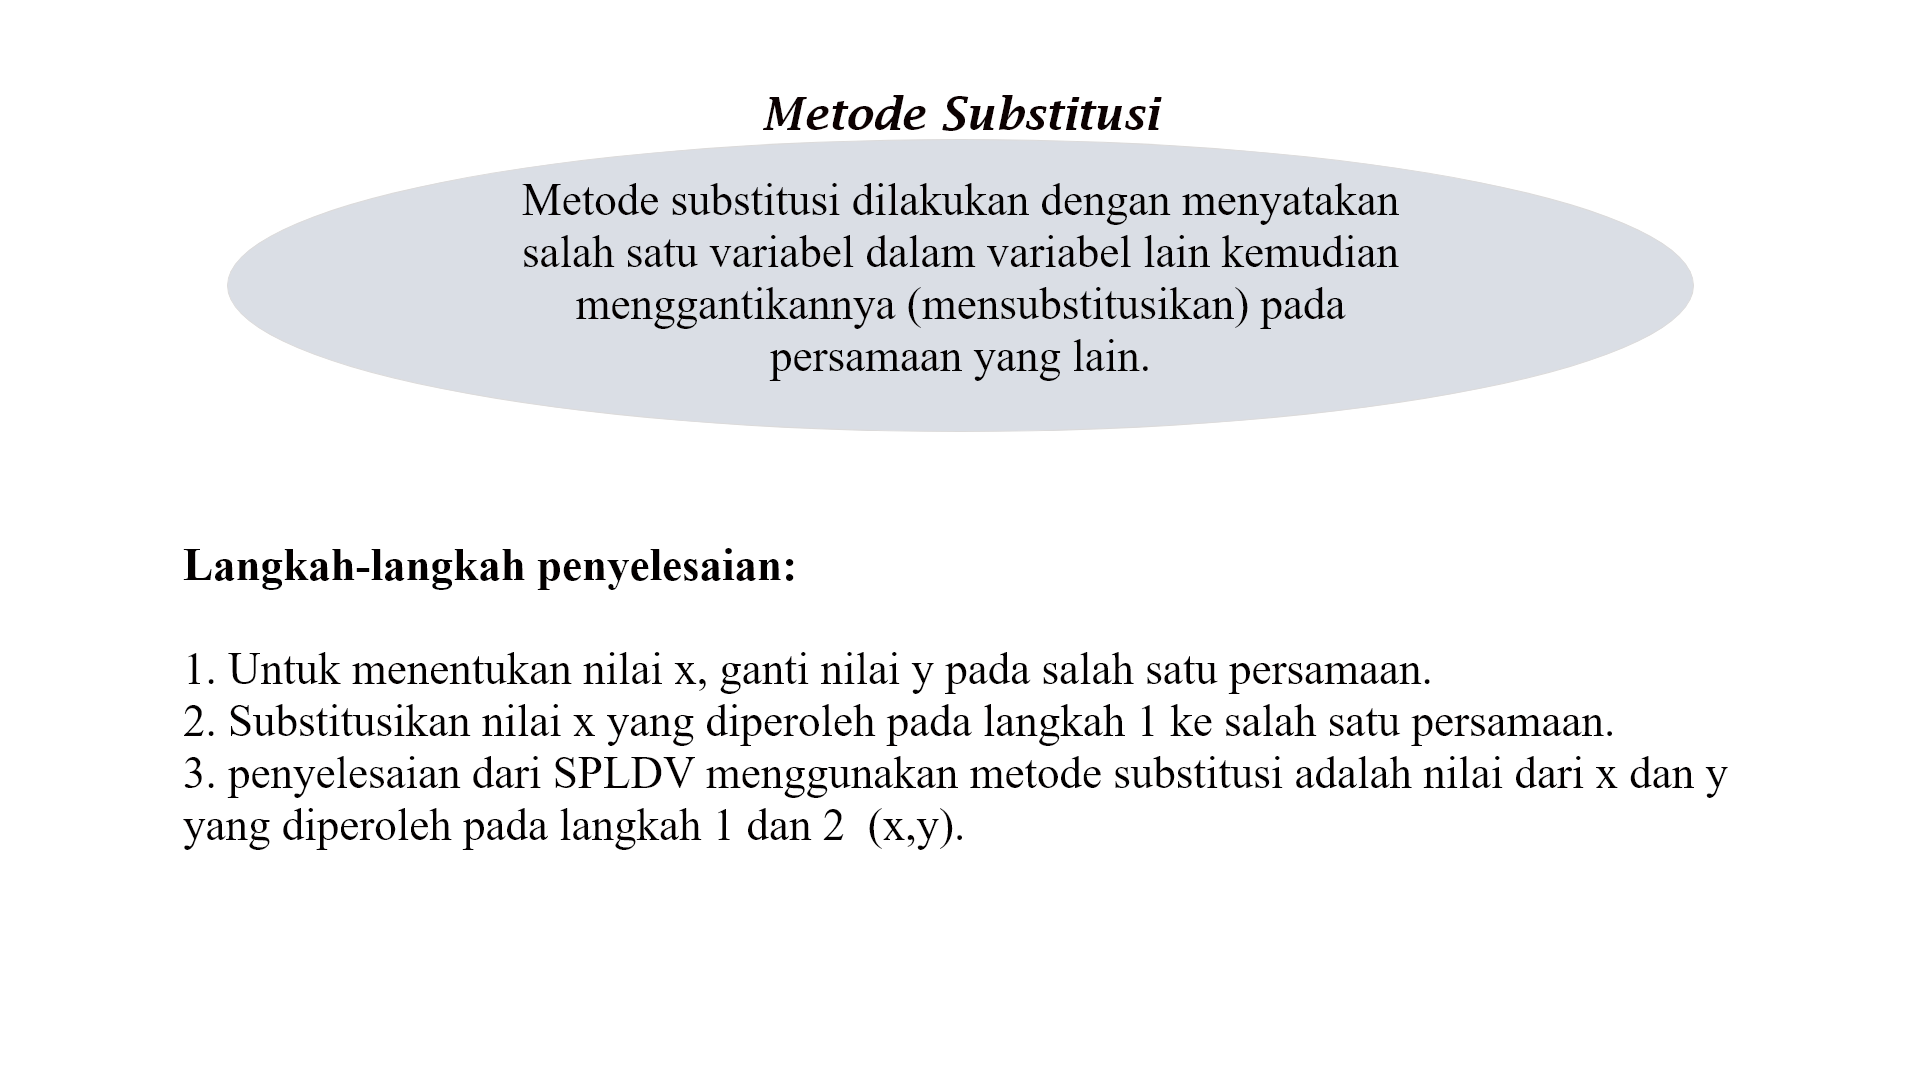 Metode Substitusi
Metode substitusi dilakukan dengan menyatakan
salah satu variabel dalam variabel lain kemudian
menggantikannya (mensubstitusikan) pada
persamaan yang lain.
Langkah-langkah penyelesaian:
1. Untuk menentukan nilai x, ganti nilai y pada salah satu persamaan.
2. Substitusikan nilai x yang diperoleh pada langkah 1 ke salah satu persamaan.
3. penyelesaian dari SPLDV menggunakan metode substitusi adalah nilai dari x dan y
yang diperoleh pada langkah 1 dan 2  (x,y).